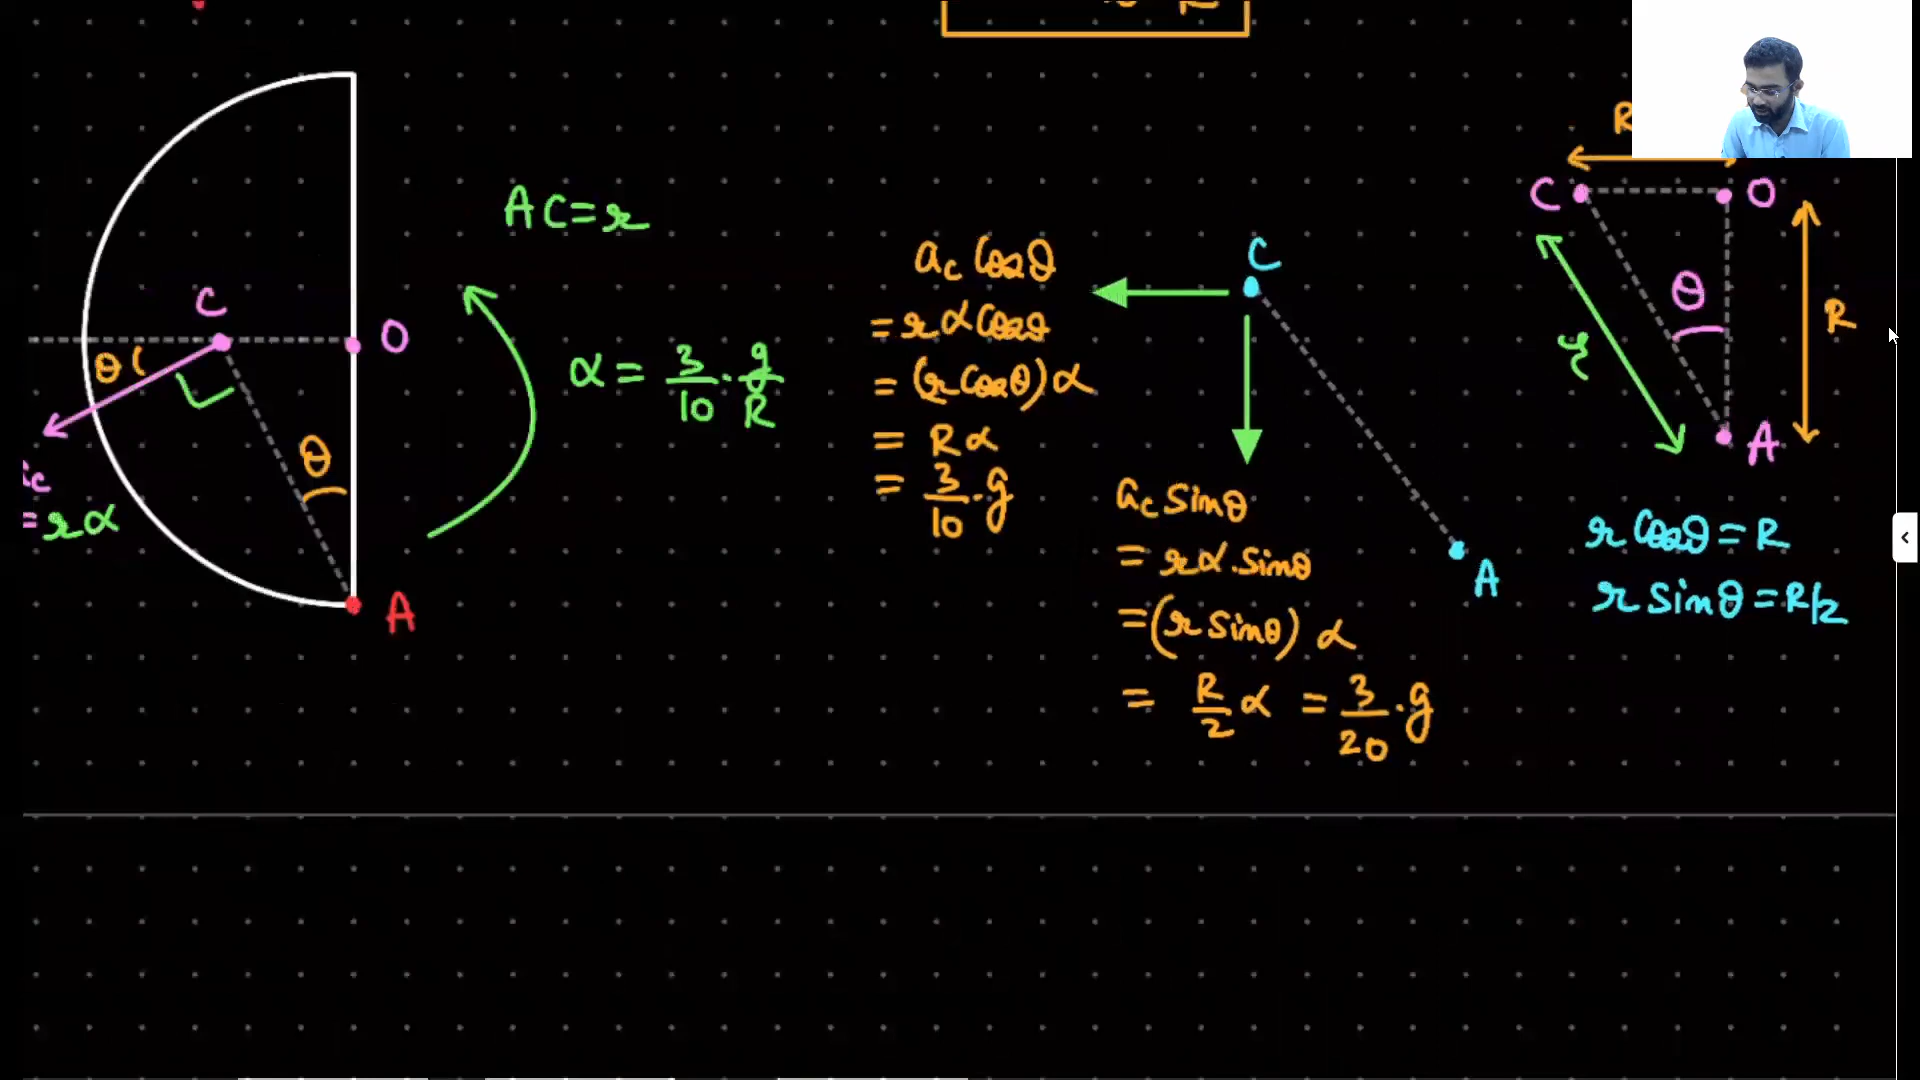 C
O
θ
θ
A
= rα
AC = r
α = 3/10 · g/R
a_c Cosθ
= rα Cosθ
= (r Cosθ) α
= Rα
= 3/10 · g
C
A
a_c Sinθ
= rα · Sinθ
= (r Sinθ) α
= R/2 α = 3/20 · g
R
C
O
θ
r
R
A
r Cosθ = R
r Sinθ = R/2